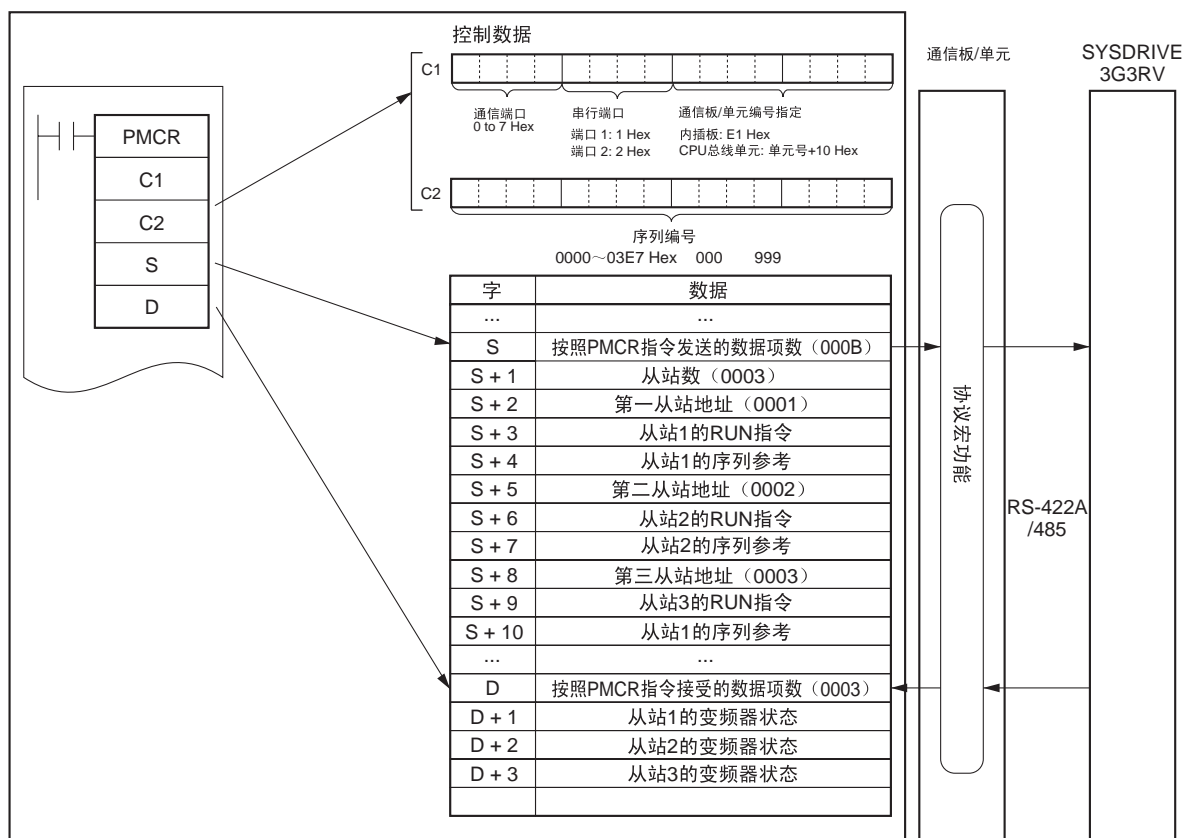 控制数据
通信板/单元
SYSDRIVE
3G3RV
C1
通信端口
0 to 7 Hex
串行端口
端口 1: 1 Hex
端口 2: 2 Hex
通信板/单元编号指定
内插板: E1 Hex
CPU总线单元: 单元号+10 Hex
PMCR
C1
C2
S
D
C2
序列编号
0000～03E7 Hex 000 999
字 数据
... ...
S 按照PMCR指令发送的数据项数（000B）
S + 1 从站数（0003）
S + 2 第一从站地址（0001）
S + 3 从站1的RUN指令
S + 4 从站1的序列参考
S + 5 第二从站地址（0002）
S + 6 从站2的RUN指令
S + 7 从站2的序列参考
S + 8 第三从站地址（0003）
S + 9 从站3的RUN指令
S + 10 从站1的序列参考
... ...
D 按照PMCR指令接受的数据项数（0003）
D + 1 从站1的变频器状态
D + 2 从站2的变频器状态
D + 3 从站3的变频器状态
协议宏功能
RS-422A
/485